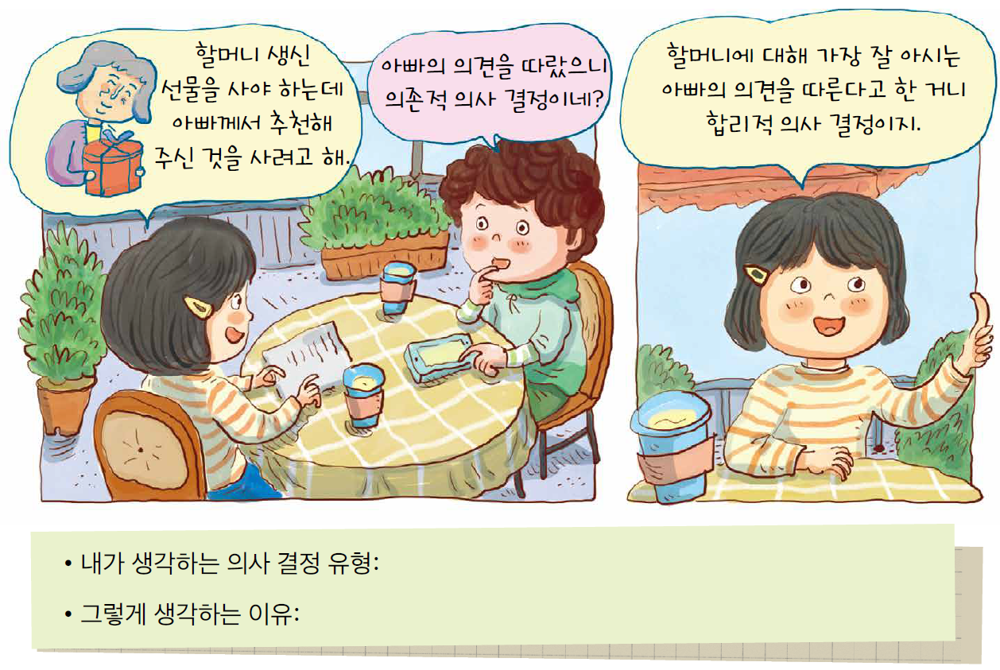 할머니 생신
선물을 사야 하는데
아빠께서 추천해
주신 것을 사려고 해.
아빠의 의견을 따랐으니
의존적 의사 결정이네?
할머니에 대해 가장 잘 아시는
아빠의 의견을 따른다고 한 거니
합리적 의사 결정이지.
• 내가 생각하는 의사 결정 유형:
• 그렇게 생각하는 이유: